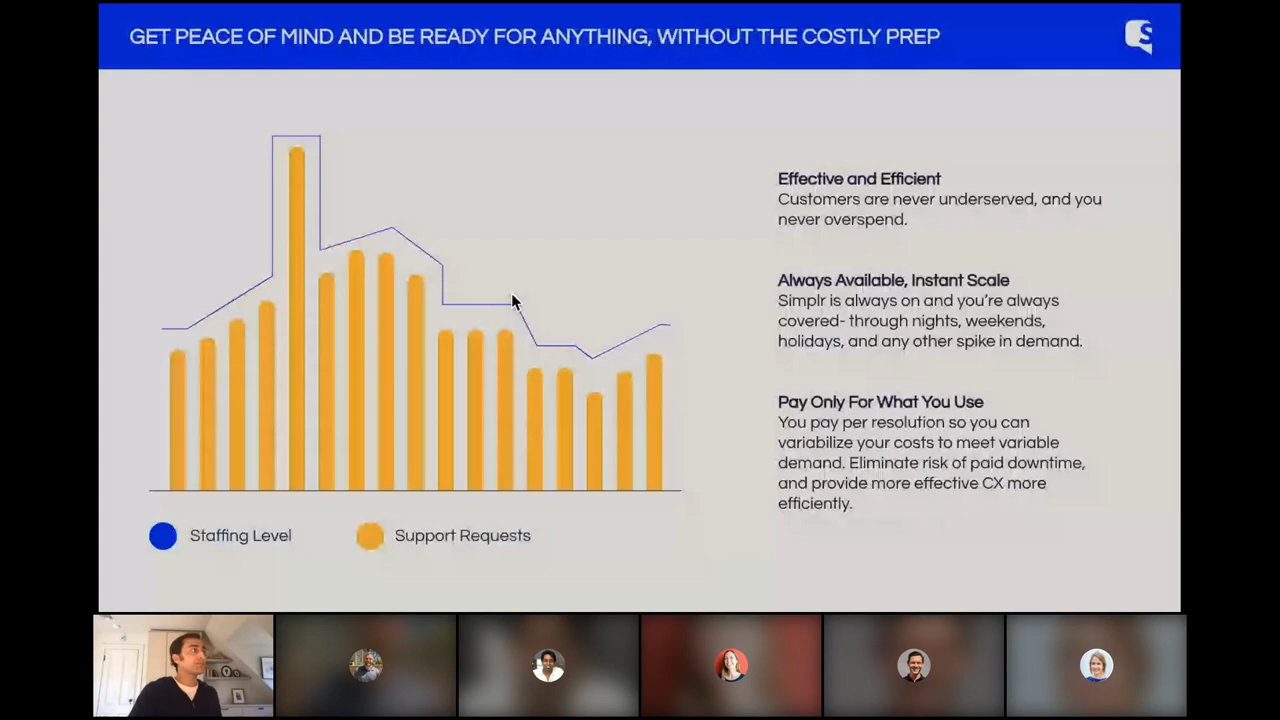 GET PEACE OF MIND AND BE READY FOR ANYTHING, WITHOUT THE COSTLY PREP
S
Effective and Efficient
Customers are never underserved, and you
never overspend.
Always Available, Instant Scale
Simplr is always on and you're always
covered- through nights, weekends,
holidays, and any other spike in demand.
Pay Only For What You Use
You pay per resolution so you can
variabilize your costs to meet variable
demand. Eliminate risk of paid downtime,
and provide more effective CX more
efficiently.
Staffing Level
Support Requests